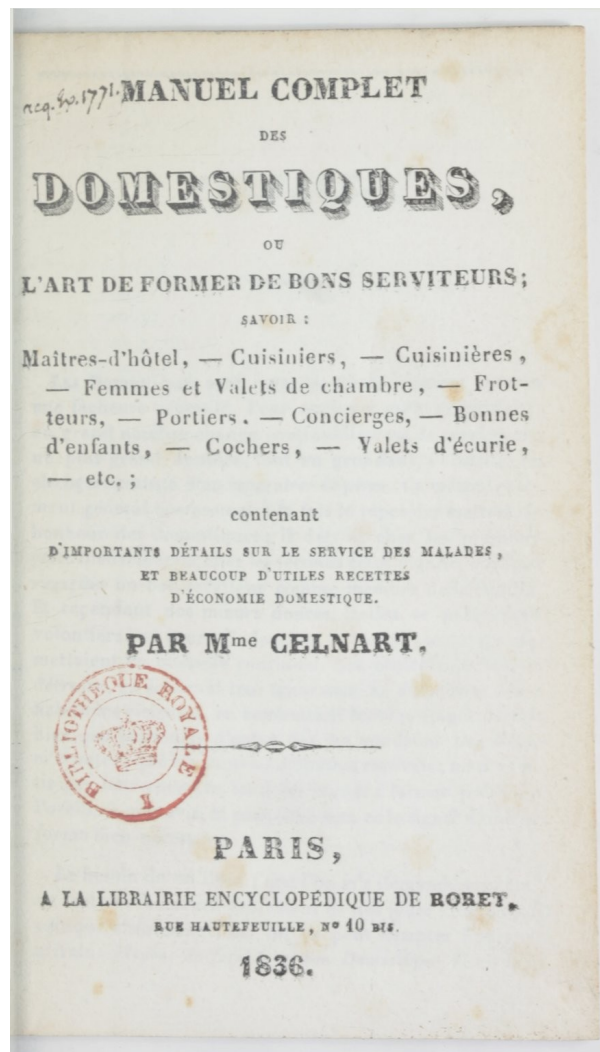 acq. 50.1771.
MANUEL COMPLET
DES
DOMESTIQUES,
OU
L'ART DE FORMER DE BONS SERVITEURS;
SAVOIR :
Maîtres-d'hôtel, — Cuisiniers, — Cuisinières,
— Femmes et Valets de chambre, — Frot-
teurs, — Portiers. — Concierges, — Bonnes
d'enfants, — Cochers, — Valets d'écurie,
— etc. ;
contenant
D'IMPORTANTS DÉTAILS SUR LE SERVICE DES MALADES,
ET BEAUCOUP D'UTILES RECETTES
D'ÉCONOMIE DOMESTIQUE.
PAR Mme CELNART.
BIBLIOTHEQUE ROYALE
PARIS,
A LA LIBRAIRIE ENCYCLOPÉDIQUE DE RORET,
RUE HAUTEFEUILLE, N° 10 BIS.
1836.